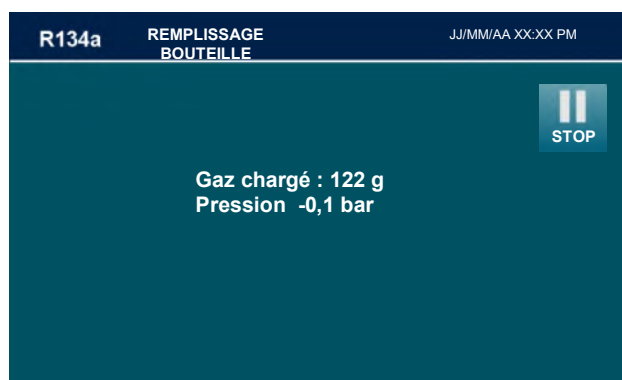 R134a
REMPLISSAGE
BOUTEILLE
JJ/MM/AA XX:XX PM
STOP
Gaz chargé : 122 g
Pression -0,1 bar